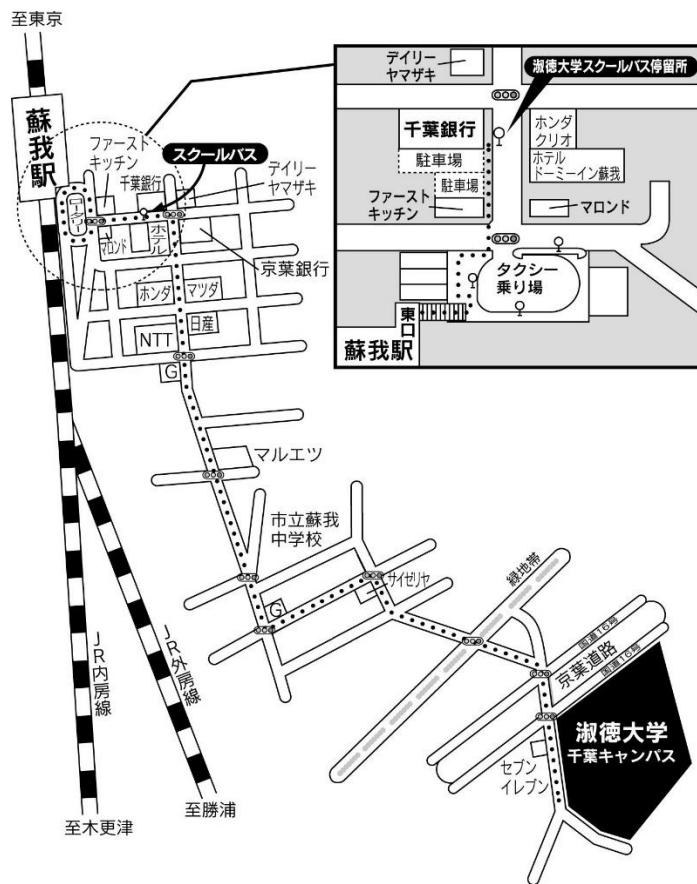 至東京
蘇我駅
ファースト
キッチン
千葉銀行
スクールバス
デイリー
ヤマザキ
ロータリー
マロンド
ホテル
京葉銀行
ホンダ
マツダ
NTT
日産
G
マルエツ
市立蘇我
中学校
サイゼリヤ
G
緑地帯
国道16号
京葉道路
国道16号
淑徳大学
千葉キャンパス
セブン
イレブン
JR内房線
JR外房線
至勝浦
至木更津
デイリー
ヤマザキ
淑徳大学スクールバス停留所
千葉銀行
駐車場
駐車場
ファースト
キッチン
ホンダ
クリオ
ホテル
ドーミーイン蘇我
マロンド
タクシー
乗り場
東口
蘇我駅